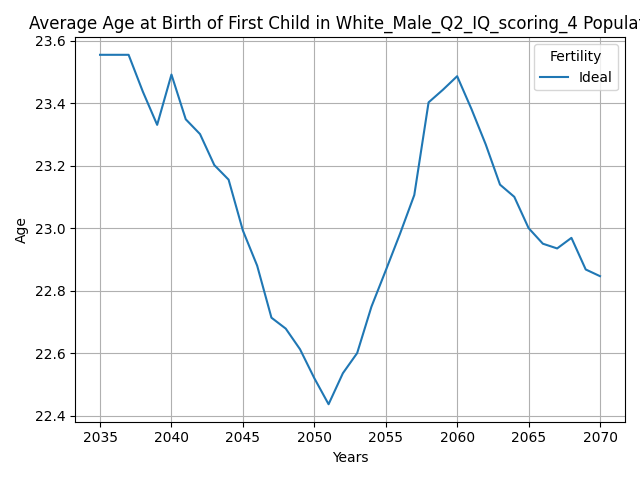 Average Age at Birth of First Child in White_Male_Q2_IQ_scoring_4 Populat
Fertility
Ideal
23.6
23.4
23.2
23.0
22.8
22.6
22.4
Age
2035 2040 2045 2050 2055 2060 2065 2070
Years